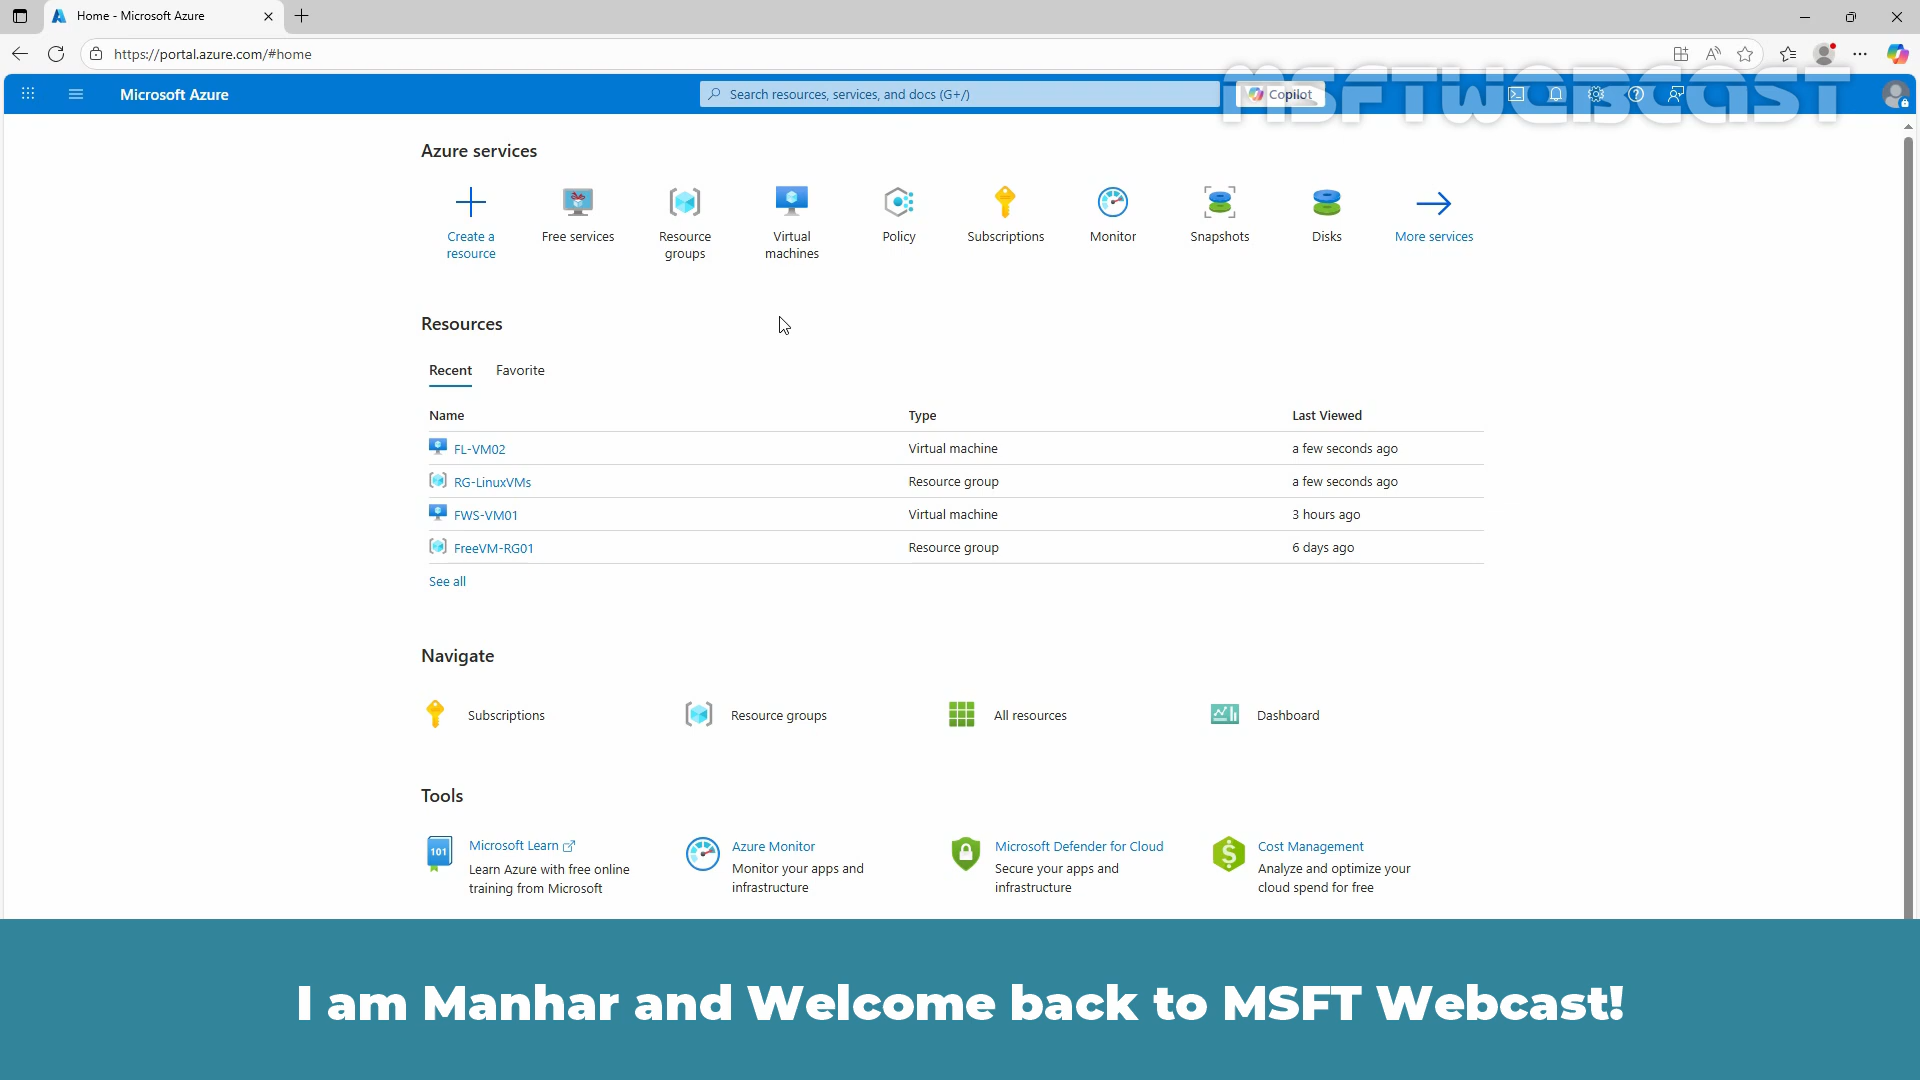 Home - Microsoft Azure
https://portal.azure.com/#home
MSFTWEBCAST
Microsoft Azure
Search resources, services, and docs (G+/)
Copilot
Azure services
Create a resource
Free services
Resource groups
Virtual machines
Policy
Subscriptions
Monitor
Snapshots
Disks
More services
Resources
Recent Favorite
Name Type Last Viewed
FL-VM02 Virtual machine a few seconds ago
RG-LinuxVMs Resource group a few seconds ago
FWS-VM01 Virtual machine 3 hours ago
FreeVM-RG01 Resource group 6 days ago
See all
Navigate
Subscriptions Resource groups All resources Dashboard
Tools
101
Microsoft Learn
Learn Azure with free online
training from Microsoft
Azure Monitor
Monitor your apps and
infrastructure
Microsoft Defender for Cloud
Secure your apps and
infrastructure
Cost Management
Analyze and optimize your
cloud spend for free
I am Manhar and Welcome back to MSFT Webcast!